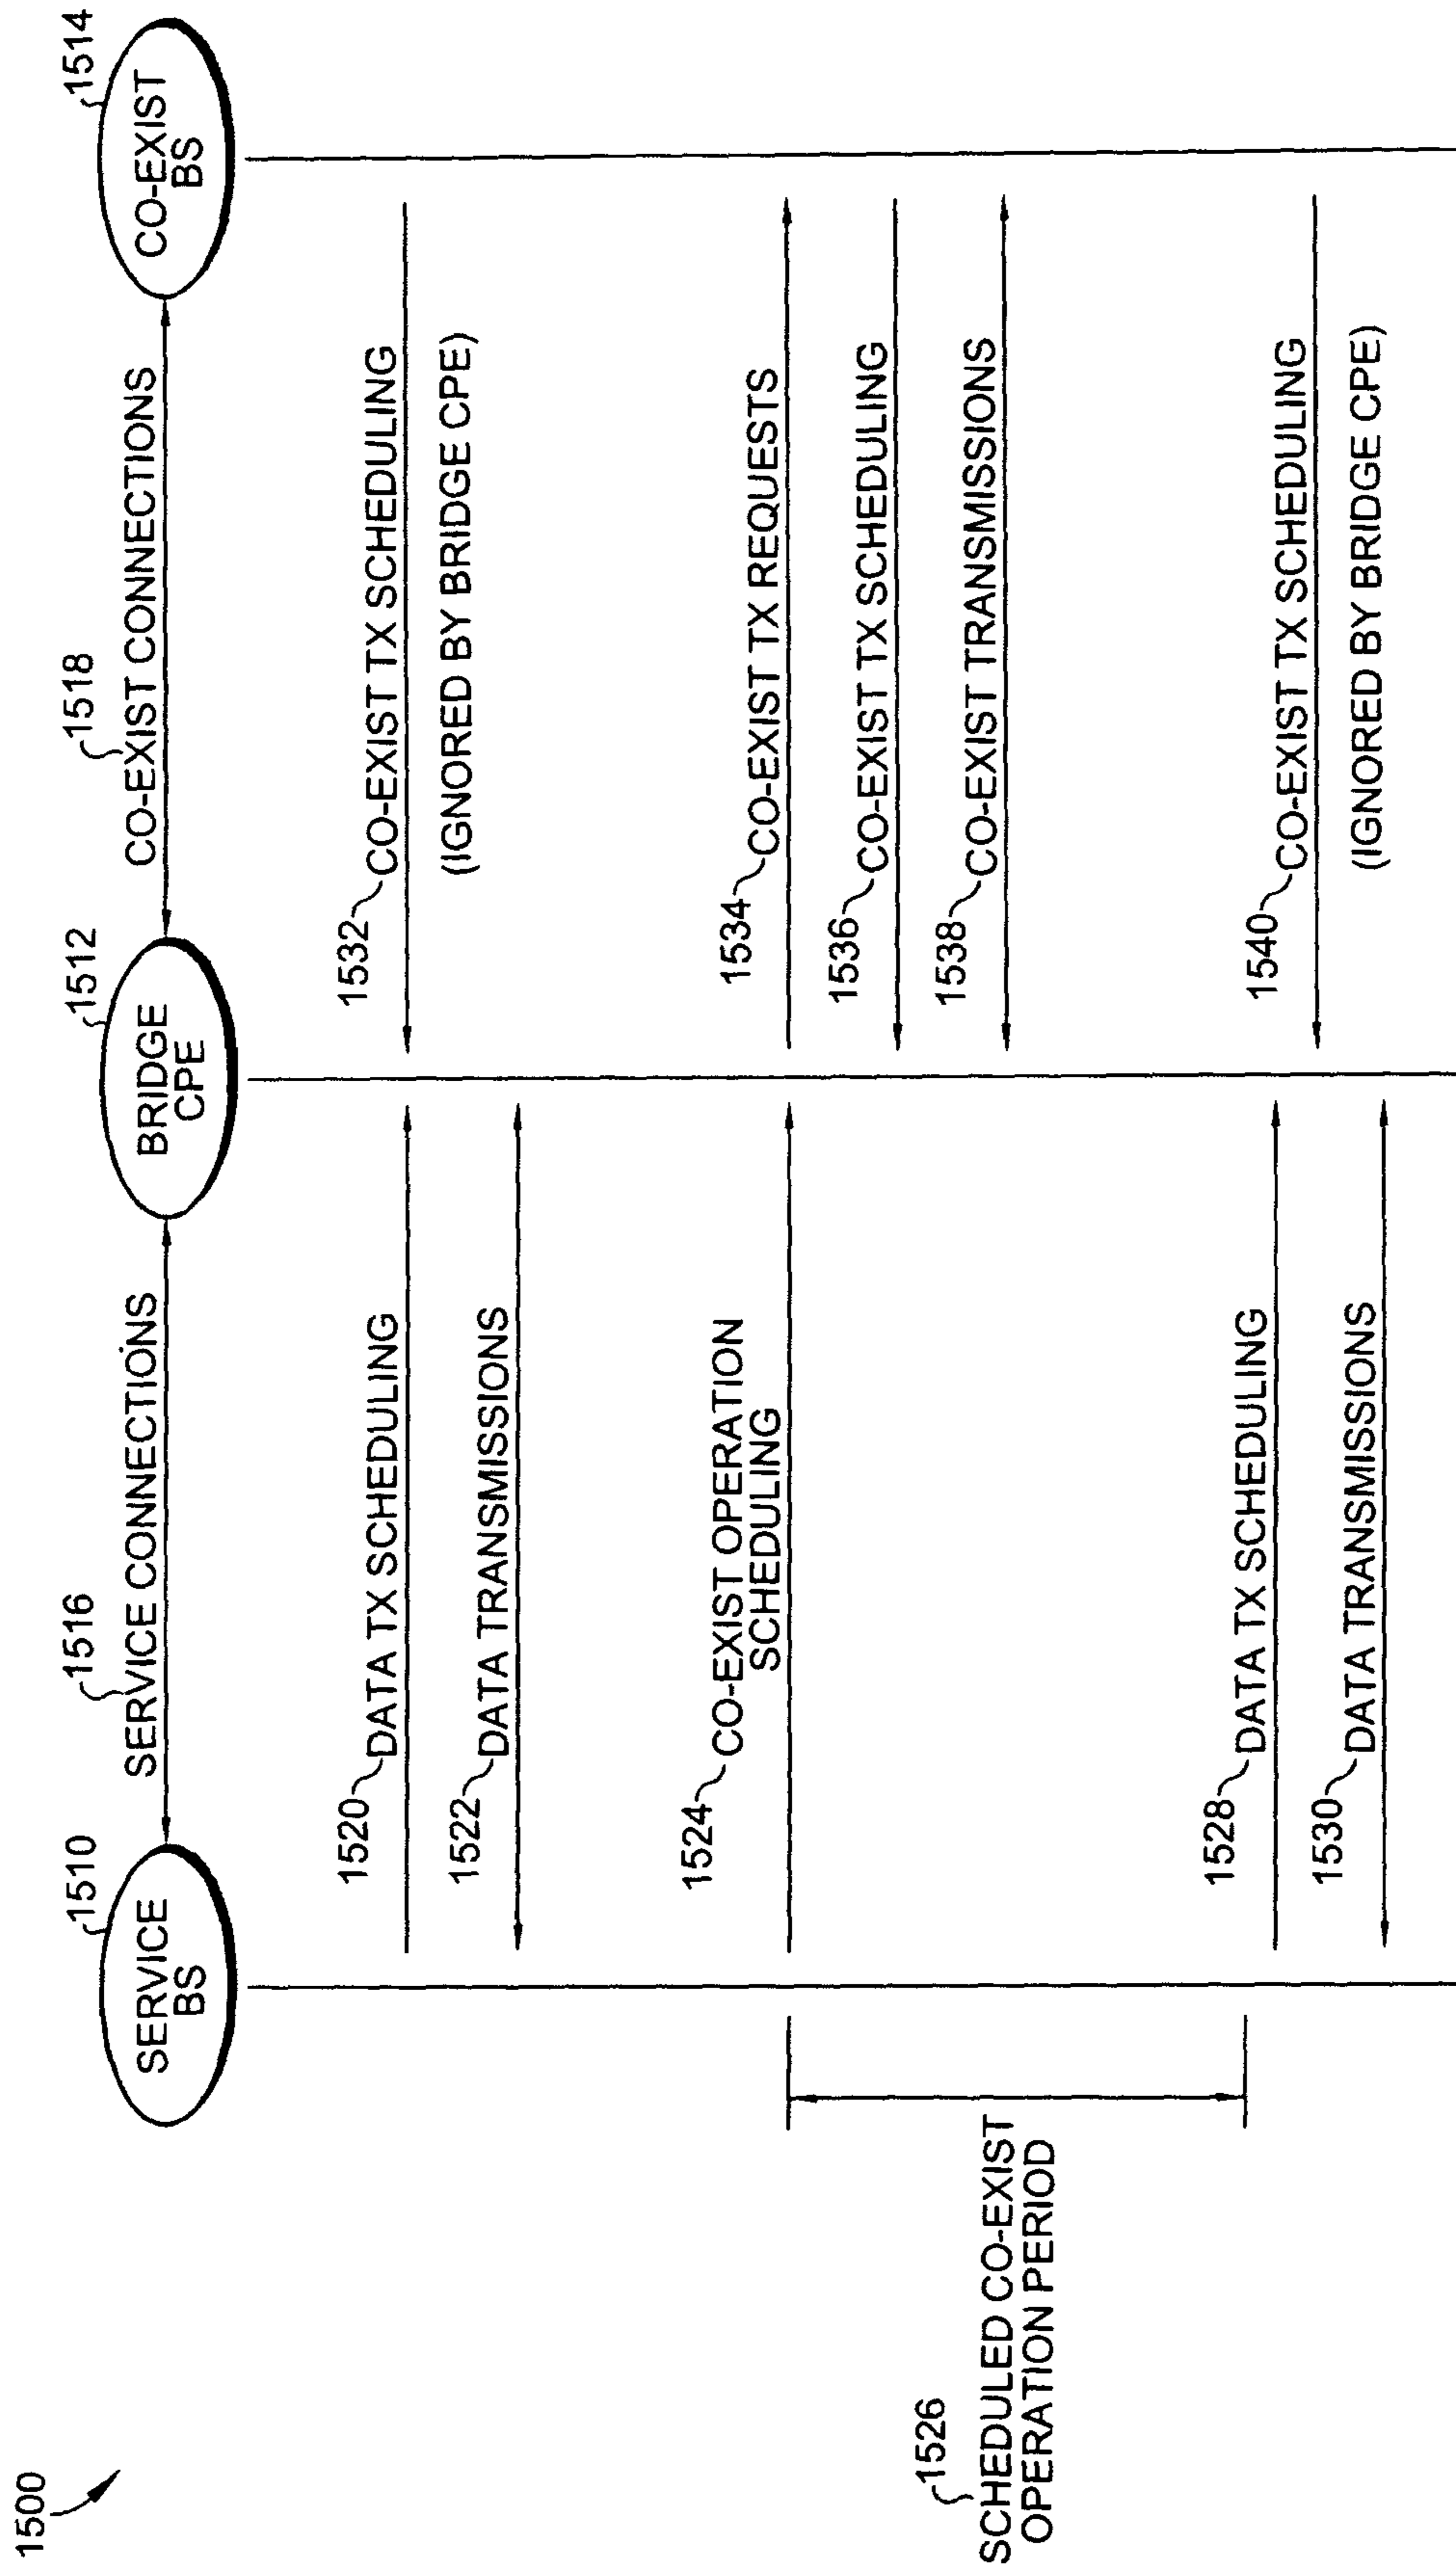 1500
1510
SERVICE
BS
1516
SERVICE CONNECTIONS
1512
BRIDGE
CPE
1518
CO-EXIST CONNECTIONS
1514
CO-EXIST
BS
1520
DATA TX SCHEDULING
1532
CO-EXIST TX SCHEDULING
(IGNORED BY BRIDGE CPE)
1522
DATA TRANSMISSIONS
1524
CO-EXIST OPERATION
SCHEDULING
1534
CO-EXIST TX REQUESTS
1536
CO-EXIST TX SCHEDULING
1538
CO-EXIST TRANSMISSIONS
1526
SCHEDULED CO-EXIST
OPERATION PERIOD
1528
DATA TX SCHEDULING
1540
CO-EXIST TX SCHEDULING
(IGNORED BY BRIDGE CPE)
1530
DATA TRANSMISSIONS